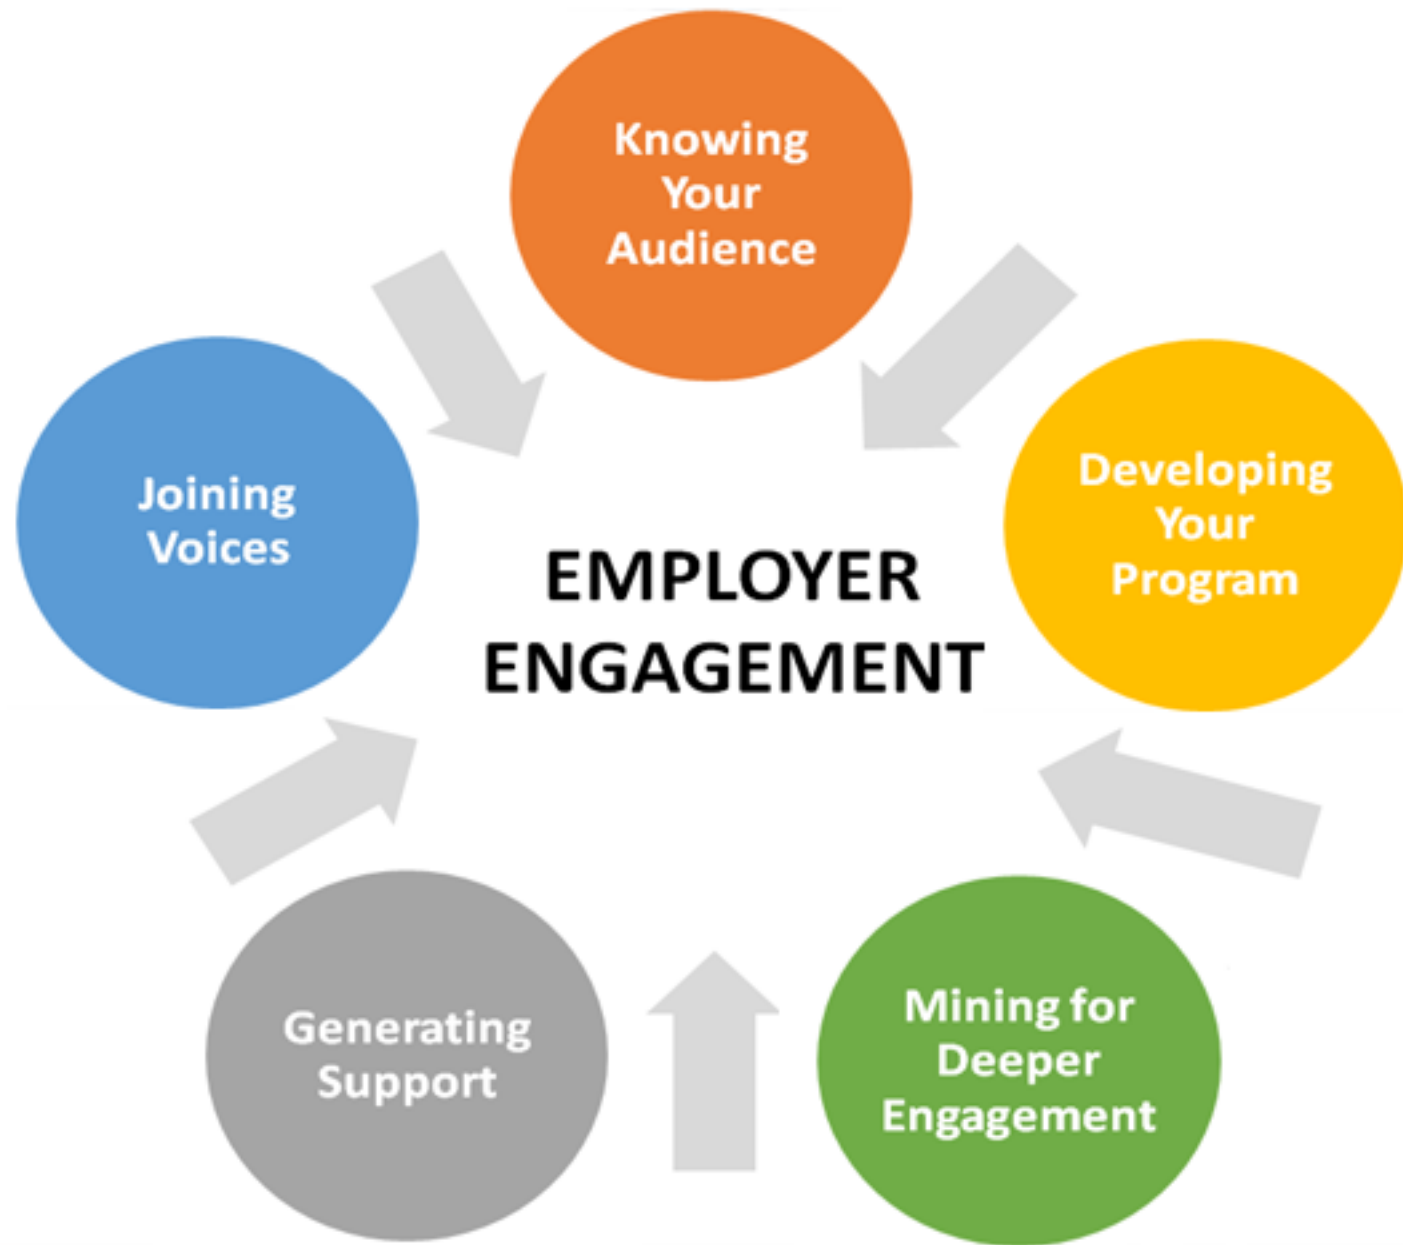 Knowing
Your
Audience
Developing
Your
Program
Mining for
Deeper
Engagement
Generating
Support
Joining
Voices
EMPLOYER
ENGAGEMENT